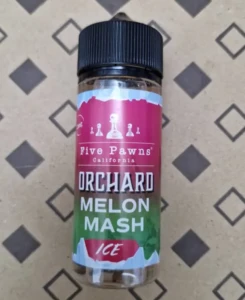 Five Pawns
California
ORCHARD
MELON
MASH
ICE